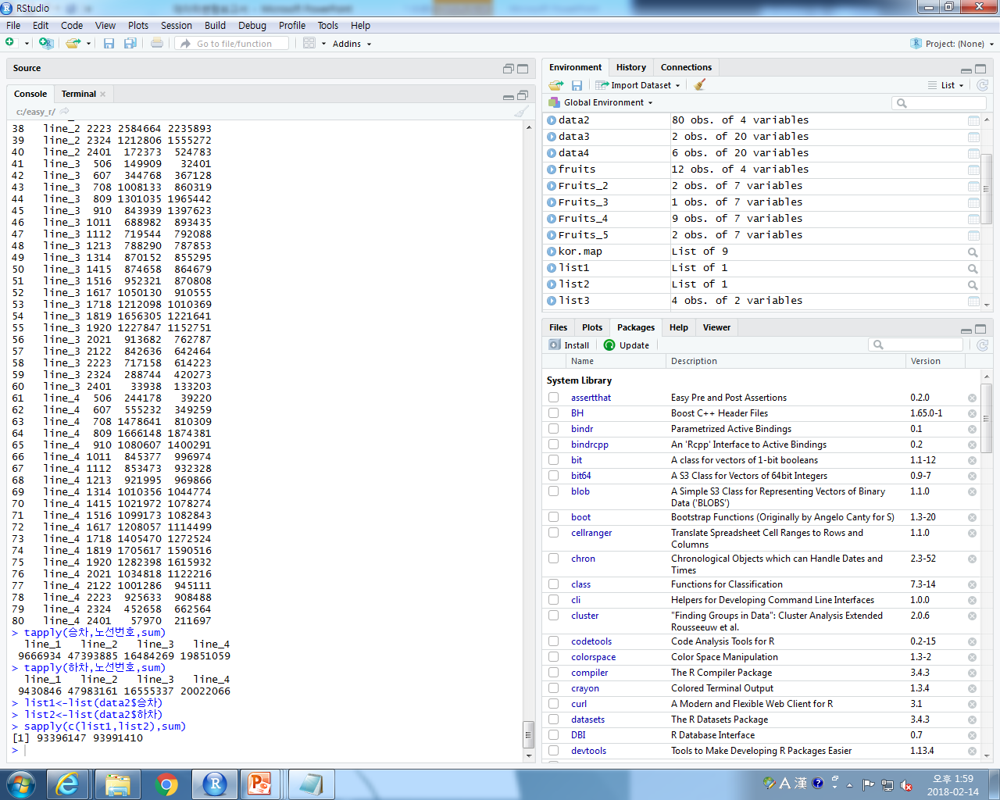 RStudio
File Edit Code View Plots Session Build Debug Profile Tools Help
Go to file/function Addins Project: (None)
Source
Console Terminal
c:/easy_r/
38 line_2 2223 2584664 2235893
39 line_2 2324 1212806 1555272
40 line_2 2401 172373 524783
41 line_3 506 149909 32401
42 line_3 607 344768 367128
43 line_3 708 1008133 860319
44 line_3 809 1301035 1965442
45 line_3 910 843939 1397623
46 line_3 1011 688982 893435
47 line_3 1112 719544 792088
48 line_3 1213 788290 787853
49 line_3 1314 870152 855295
50 line_3 1415 874658 864679
51 line_3 1516 952321 870808
52 line_3 1617 1050130 910555
53 line_3 1718 1212098 1010369
54 line_3 1819 1656305 1221641
55 line_3 1920 1227847 1152751
56 line_3 2021 913682 762787
57 line_3 2122 842636 642464
58 line_3 2223 717158 614223
59 line_3 2324 288744 420273
60 line_3 2401 33938 133203
61 line_4 506 244178 39220
62 line_4 607 555232 349259
63 line_4 708 1478641 810309
64 line_4 809 1666148 1874381
65 line_4 910 1080607 1400291
66 line_4 1011 845377 996974
67 line_4 1112 853473 932328
68 line_4 1213 921995 969866
69 line_4 1314 1010356 1044774
70 line_4 1415 1021972 1078274
71 line_4 1516 1099173 1082843
72 line_4 1617 1208057 1114499
73 line_4 1718 1405470 1272524
74 line_4 1819 1705617 1590516
75 line_4 1920 1282398 1615932
76 line_4 2021 1034818 1122216
77 line_4 2122 1001286 945111
78 line_4 2223 925633 908488
79 line_4 2324 452658 662564
80 line_4 2401 57970 211697
> tapply(승차,노선번호,sum)
line_1 line_2 line_3 line_4
9666934 47393885 16484269 19851059
> tapply(하차,노선번호,sum)
line_1 line_2 line_3 line_4
9430846 47983161 16555337 20022066
> list1<-list(data2$승차)
> list2<-list(data2$하차)
> sapply(c(list1,list2),sum)
[1] 93396147 93991410
>
Environment History Connections
Import Dataset List
Global Environment
data2 80 obs. of 4 variables
data3 2 obs. of 20 variables
data4 6 obs. of 20 variables
fruits 12 obs. of 4 variables
Fruits_2 2 obs. of 7 variables
Fruits_3 1 obs. of 7 variables
Fruits_4 9 obs. of 7 variables
Fruits_5 2 obs. of 7 variables
kor.map List of 9
list1 List of 1
list2 List of 1
list3 4 obs. of 2 variables
Files Plots Packages Help Viewer
Install Update
Name Description Version
System Library
assertthat Easy Pre and Post Assertions 0.2.0
BH Boost C++ Header Files 1.65.0-1
bindr Parametrized Active Bindings 0.1
bindrcpp An 'Rcpp' Interface to Active Bindings 0.2
bit A class for vectors of 1-bit booleans 1.1-12
bit64 A S3 Class for Vectors of 64bit Integers 0.9-7
blob A Simple S3 Class for Representing Vectors of Binary 1.1.0
Data ('BLOBS')
boot Bootstrap Functions (Originally by Angelo Canty for S) 1.3-20
cellranger Translate Spreadsheet Cell Ranges to Rows and 1.1.0
Columns
chron Chronological Objects which can Handle Dates and 2.3-52
Times
class Functions for Classification 7.3-14
cli Helpers for Developing Command Line Interfaces 1.0.0
cluster "Finding Groups in Data": Cluster Analysis Extended 2.0.6
Rousseeuw et al.
codetools Code Analysis Tools for R 0.2-15
colorspace Color Space Manipulation 1.3-2
compiler The R Compiler Package 3.4.3
crayon Colored Terminal Output 1.3.4
curl A Modern and Flexible Web Client for R 3.1
datasets The R Datasets Package 3.4.3
DBI R Database Interface 0.7
devtools Tools to Make Developing R Packages Easier 1.13.4
A 漢
오후 1:59
2018-02-14